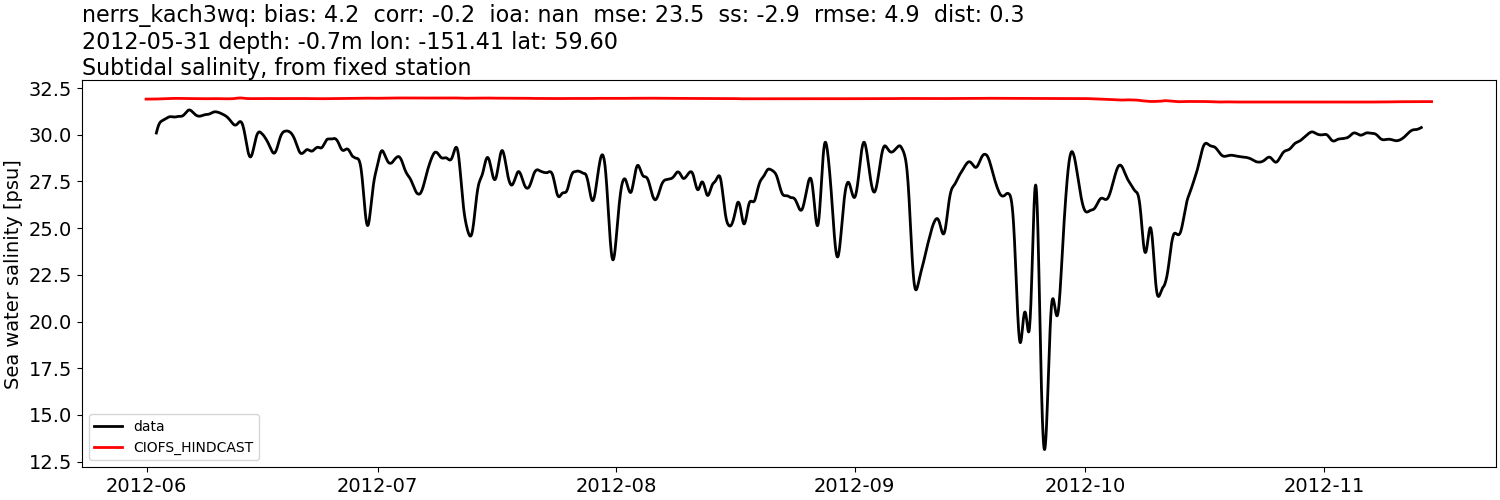 nerrs_kach3wq: bias: 4.2 corr: -0.2 ioa: nan mse: 23.5 ss: -2.9 rmse: 4.9 dist: 0.3
2012-05-31 depth: -0.7m lon: -151.41 lat: 59.60
Subtidal salinity, from fixed station
Sea water salinity [psu]
32.5
30.0
27.5
25.0
22.5
20.0
17.5
15.0
12.5
data
CIOFS_HINDCAST
2012-06
2012-07
2012-08
2012-09
2012-10
2012-11